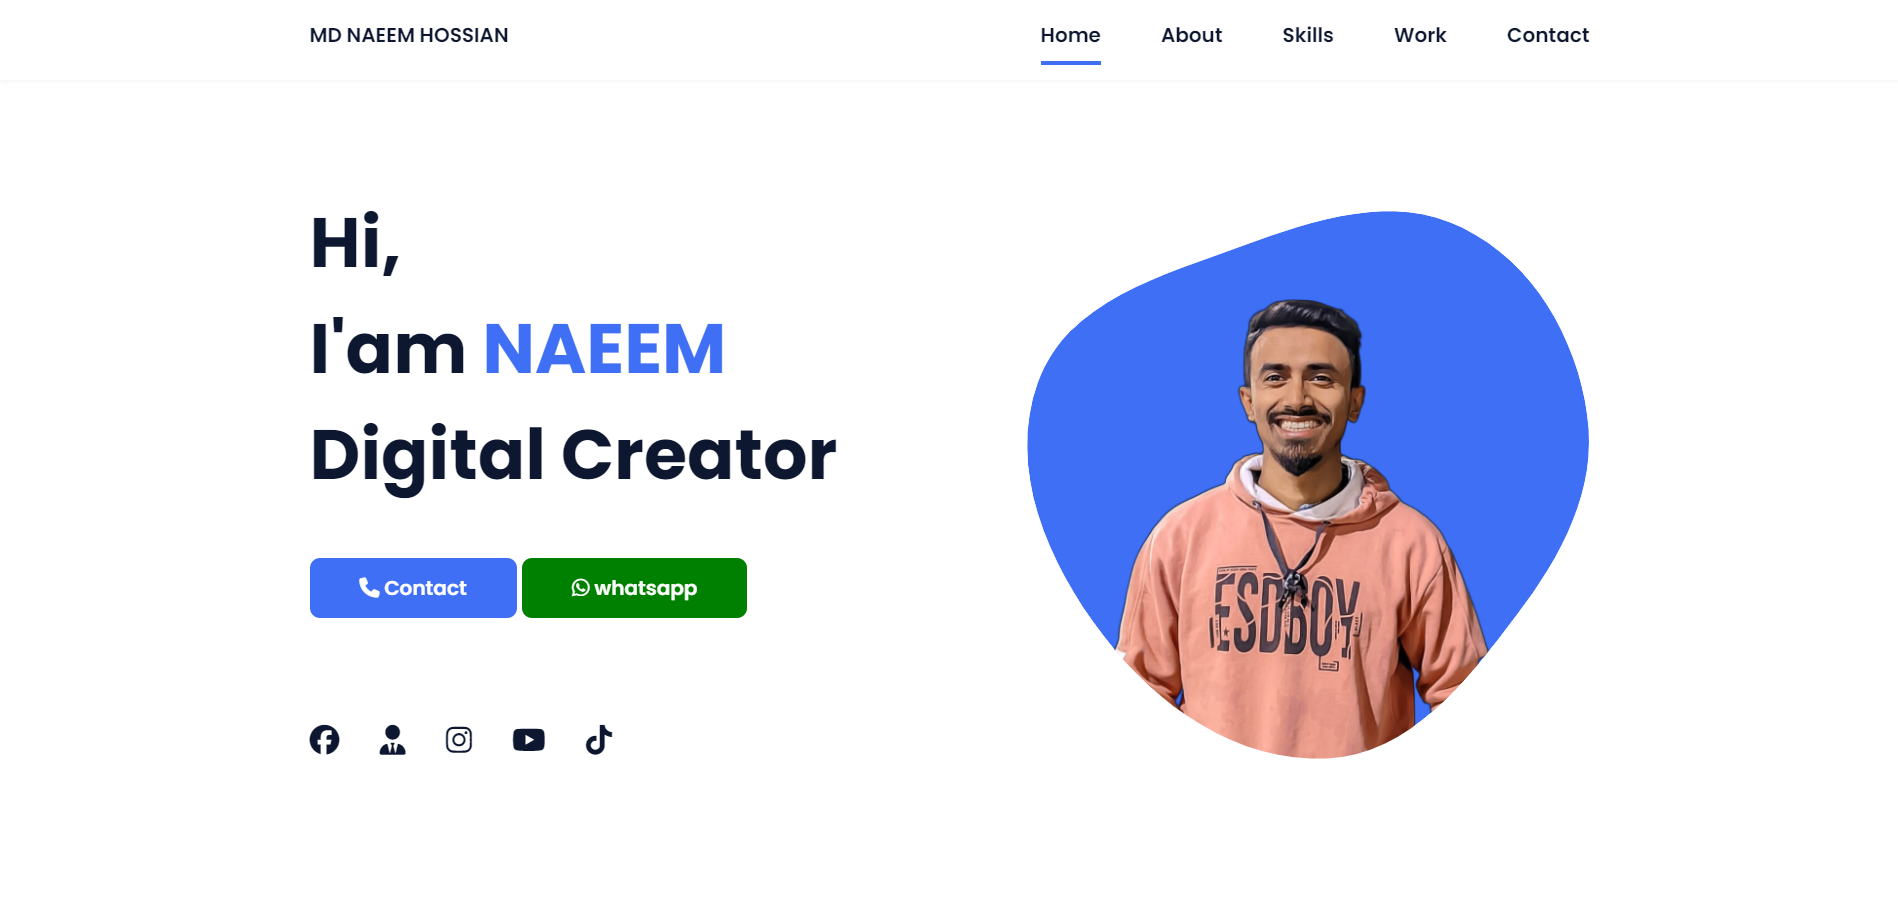 MD NAEEM HOSSIAN
Home About Skills Work Contact
Hi,
I'am NAEEM
Digital Creator
Contact whatsapp
ESDBOY